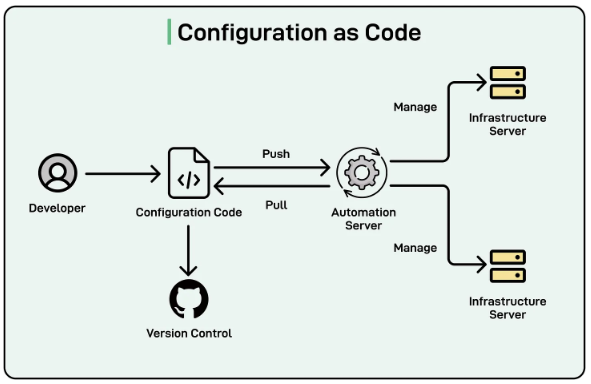 Configuration as Code
Manage
Infrastructure
Server
Push
</>
Developer
Configuration Code
Pull
Automation
Server
Manage
Version Control
Infrastructure
Server